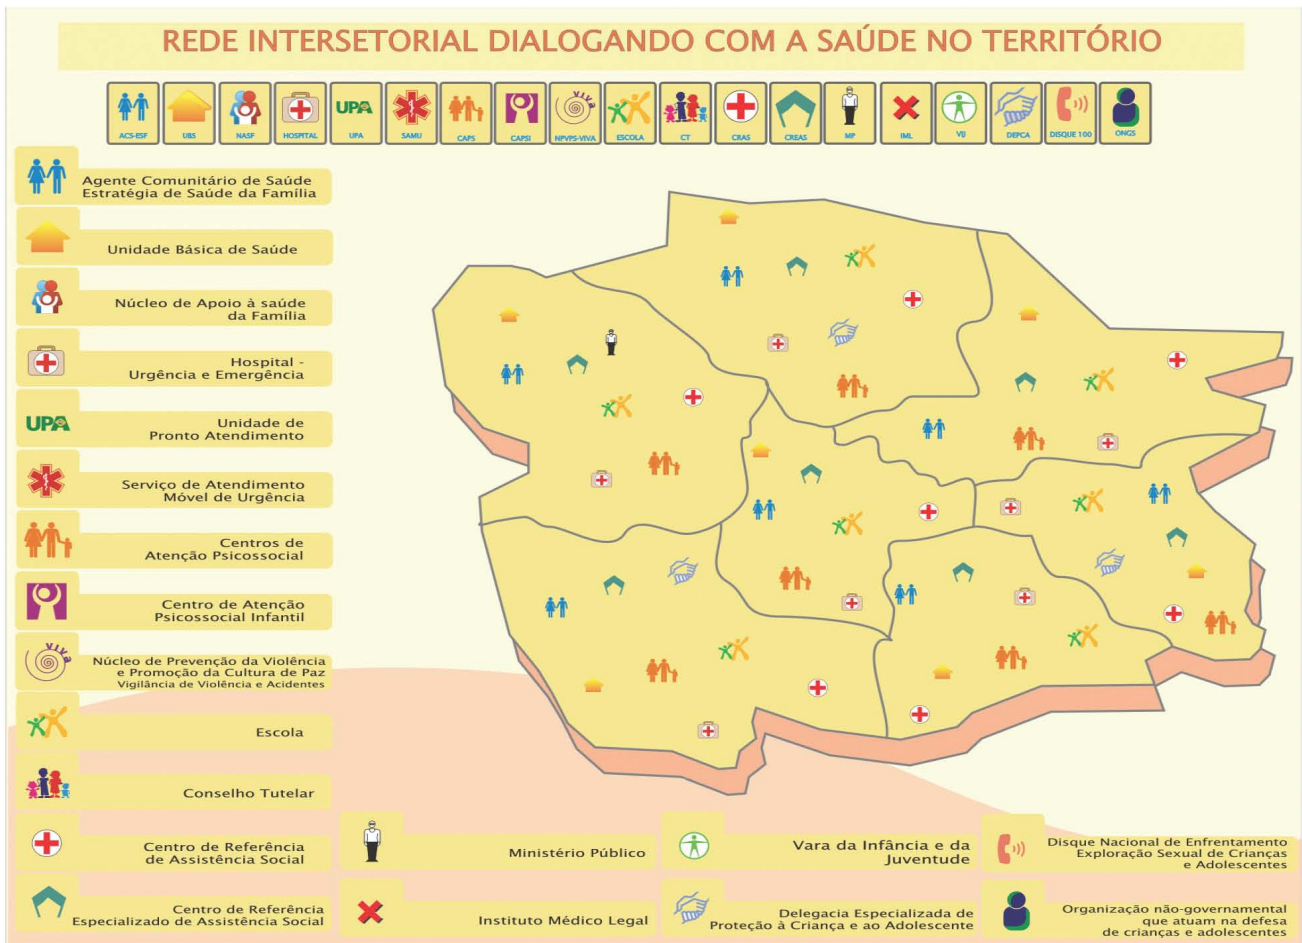 REDE INTERSETORIAL DIALOGANDO COM A SAÚDE NO TERRITÓRIO
ACS-ESF
UBS
NASF
HOSPITAL
UPA
UPA
SAMU
CAPS
CAPSI
VIVA
NPVPS-VIVA
ESCOLA
CT
CRAS
CREAS
MP
IML
VIJ
DEPCA
DISQUE 100
ONGS
Agente Comunitário de Saúde
Estratégia de Saúde da Família
Unidade Básica de Saúde
Núcleo de Apoio à saúde
da Família
Hospital -
Urgência e Emergência
UPA
Unidade de
Pronto Atendimento
Serviço de Atendimento
Móvel de Urgência
Centros de
Atenção Psicossocial
Centro de Atenção
Psicossocial Infantil
VIVA
Núcleo de Prevenção da Violência
e Promoção da Cultura de Paz
Vigilância de Violência e Acidentes
Escola
Conselho Tutelar
Centro de Referência
de Assistência Social
Centro de Referência
Especializado de Assistência Social
Ministério Público
Instituto Médico Legal
Vara da Infância e da
Juventude
Delegacia Especializada de
Proteção à Criança e ao Adolescente
Disque Nacional de Enfrentamento
Exploração Sexual de Crianças
e Adolescentes
Organização não-governamental
que atuam na defesa
de crianças e adolescentes